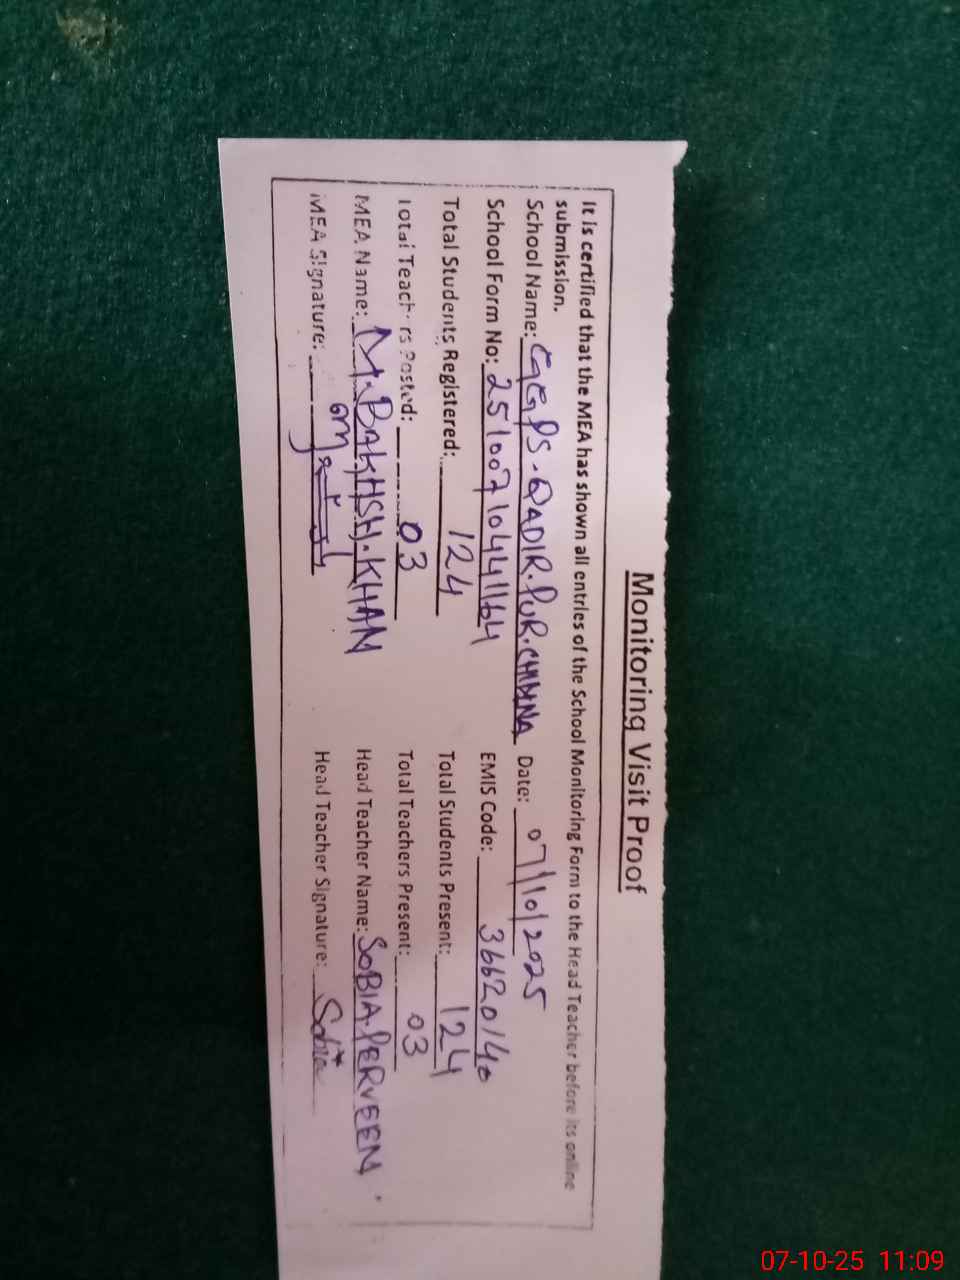 Monitoring Visit Proof
It is certified that the MEA has shown all entries of the School Monitoring Form to the Head Teacher before its online
submission.
School Name: GGPS. QADIR. PUR. CHINNA Date: 07/10/2025
School Form No: 25100710441164 EMIS Code: 36620140
Total Students Registered: 124 Total Students Present: 124
Total Teachers Posted: 03 Total Teachers Present: 03
MEA Name: M. BAKHSH. KHAN Head Teacher Name: SOBIA. PERVEEN.
MEA Signature: Head Teacher Signature: Sobia
07-10-25 11:09